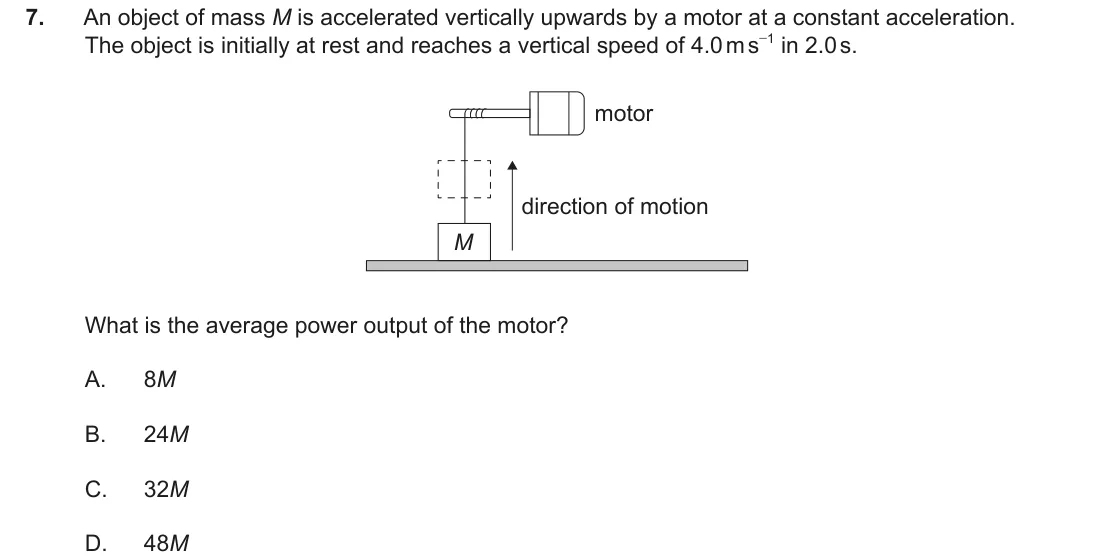 7. An object of mass M is accelerated vertically upwards by a motor at a constant acceleration.
The object is initially at rest and reaches a vertical speed of 4.0 m s⁻¹ in 2.0 s.
motor
direction of motion
M
What is the average power output of the motor?
A. 8M
B. 24M
C. 32M
D. 48M